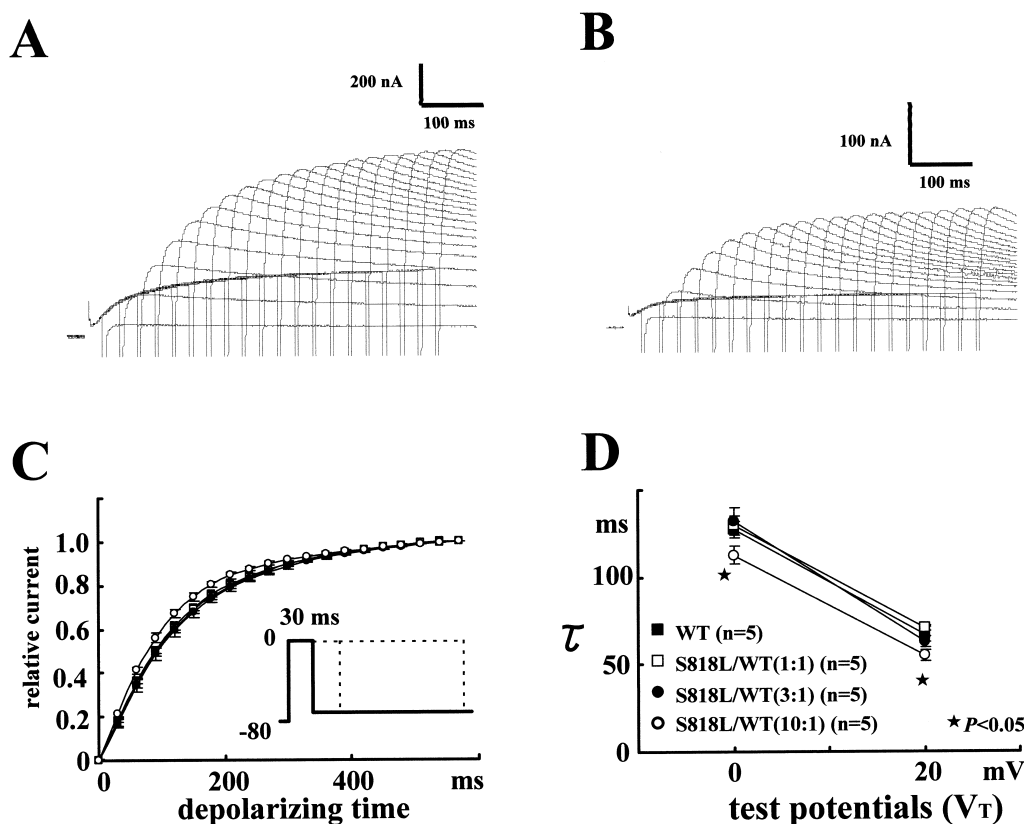 A
B
200 nA
100 ms
100 nA
100 ms
C
D
relative current
1.0
0.8
0.6
0.4
0.2
0
0
200
400
ms
depolarizing time
30 ms
0
-80
ms
100
50
0
τ
WT (n=5)
S818L/WT(1:1) (n=5)
S818L/WT(3:1) (n=5)
S818L/WT(10:1) (n=5)
★P<0.05
0
20
mV
test potentials (VT)